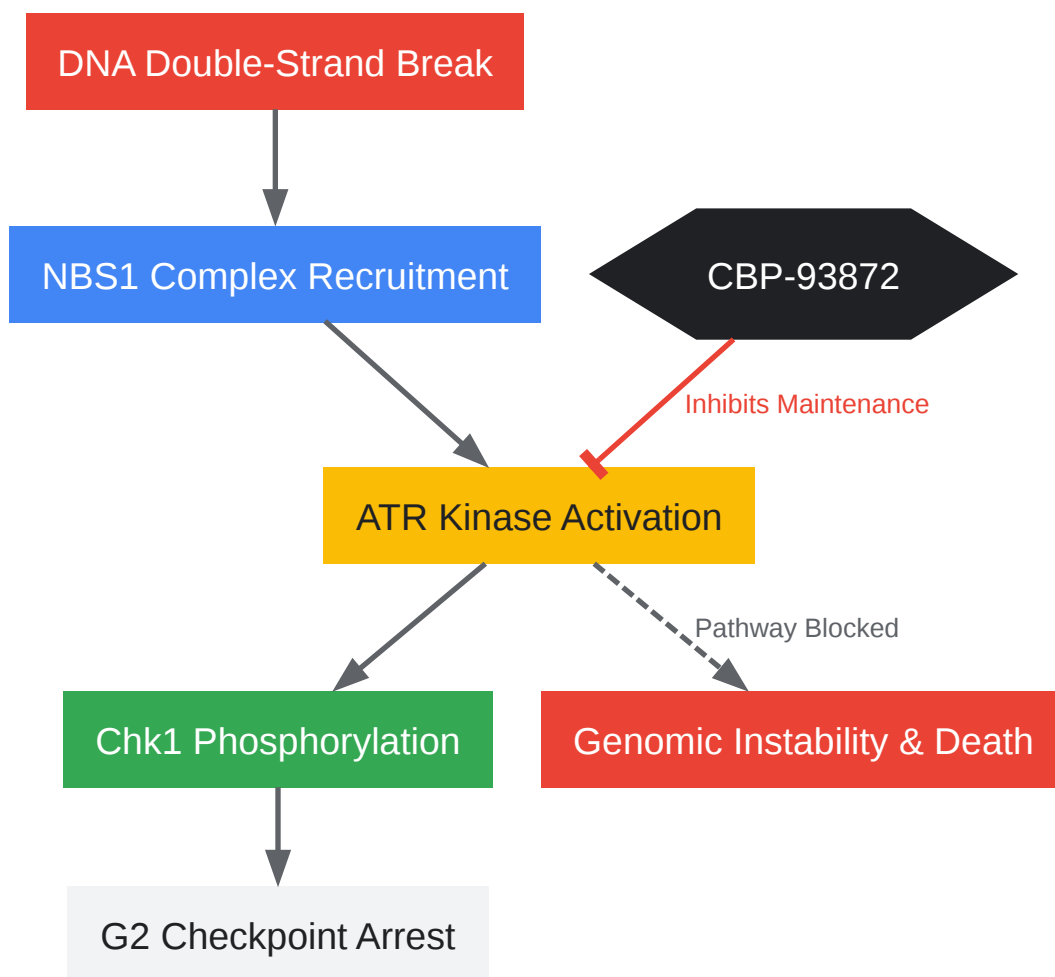 DNA Double-Strand Break
NBS1 Complex Recruitment
CBP-93872
Inhibits Maintenance
ATR Kinase Activation
Pathway Blocked
Chk1 Phosphorylation
Genomic Instability & Death
G2 Checkpoint Arrest